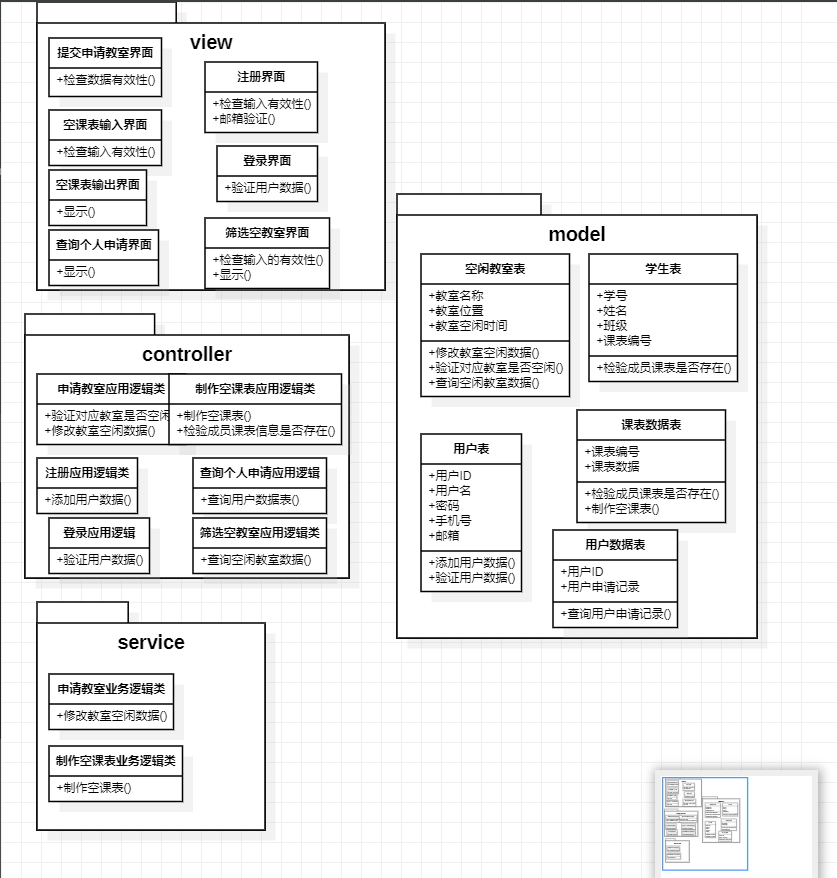 view
提交申请教室界面
+检查数据有效性()
空课表输入界面
+检查输入有效性()
空课表输出界面
+显示()
查询个人申请界面
+显示()
注册界面
+检查输入有效性()
+邮箱验证()
登录界面
+验证用户数据()
筛选空教室界面
+检查输入的有效性()
+显示()
controller
申请教室应用逻辑类
+验证对应教室是否空闲
+修改教室空闲数据()
制作空课表应用逻辑类
+制作空课表()
+检验成员课表信息是否存在()
注册应用逻辑类
+添加用户数据()
查询个人申请应用逻辑
+查询用户数据表()
登录应用逻辑
+验证用户数据()
筛选空教室应用逻辑类
+查询空闲教室数据()
service
申请教室业务逻辑类
+修改教室空闲数据()
制作空课表业务逻辑类
+制作空课表()
model
空闲教室表
+教室名称
+教室位置
+教室空闲时间
+修改教室空闲数据()
+验证对应教室是否空闲()
+查询空闲教室数据()
学生表
+学号
+姓名
+班级
+课表编号
+检验成员课表是否存在()
用户表
+用户ID
+用户名
+密码
+手机号
+邮箱
+添加用户数据()
+验证用户数据()
课表数据表
+课表编号
+课表数据
+检验成员课表是否存在()
+制作空课表()
用户数据表
+用户ID
+用户申请记录
+查询用户申请记录()